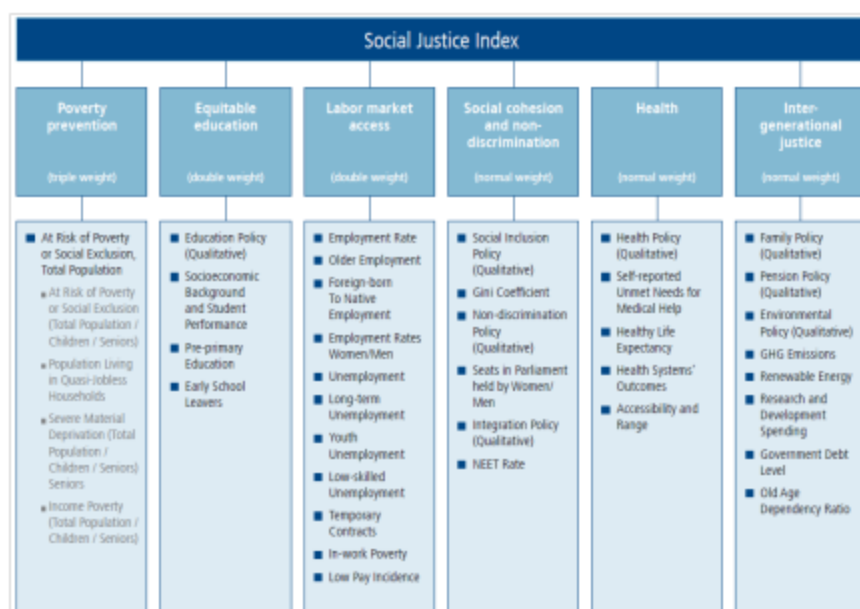 Social Justice Index
Poverty
prevention
(triple weight)
Equitable
education
(double weight)
Labor market
access
(double weight)
Social cohesion
and non-
discrimination
(normal weight)
Health
(normal weight)
Inter-
generational
justice
(normal weight)
At Risk of Poverty
or Social Exclusion,
Total Population
At Risk of Poverty
or Social Exclusion
(Total Population /
Children / Seniors)
Population Living
in Quasi-Jobless
Households
Severe Material
Deprivation (Total
Population /
Children / Seniors)
Seniors
Income Poverty
(Total Population /
Children / Seniors)
Education Policy
(Qualitative)
Socioeconomic
Background
and Student
Performance
Pre-primary
Education
Early School
Leavers
Employment Rate
Older Employment
Foreign-born
To Native
Employment
Employment Rates
Women/Men
Unemployment
Long-term
Unemployment
Youth
Unemployment
Low-skilled
Unemployment
Temporary
Contracts
In-work Poverty
Low Pay Incidence
Social Inclusion
Policy
(Qualitative)
Gini Coefficient
Non-discrimination
Policy
(Qualitative)
Seats in Parliament
held by Women/
Men
Integration Policy
(Qualitative)
NEET Rate
Health Policy
(Qualitative)
Self-reported
Unmet Needs for
Medical Help
Healthy Life
Expectancy
Health Systems'
Outcomes
Accessibility and
Range
Family Policy
(Qualitative)
Pension Policy
(Qualitative)
Environmental
Policy (Qualitative)
GHG Emissions
Renewable Energy
Research and
Development
Spending
Government Debt
Level
Old Age
Dependency Ratio